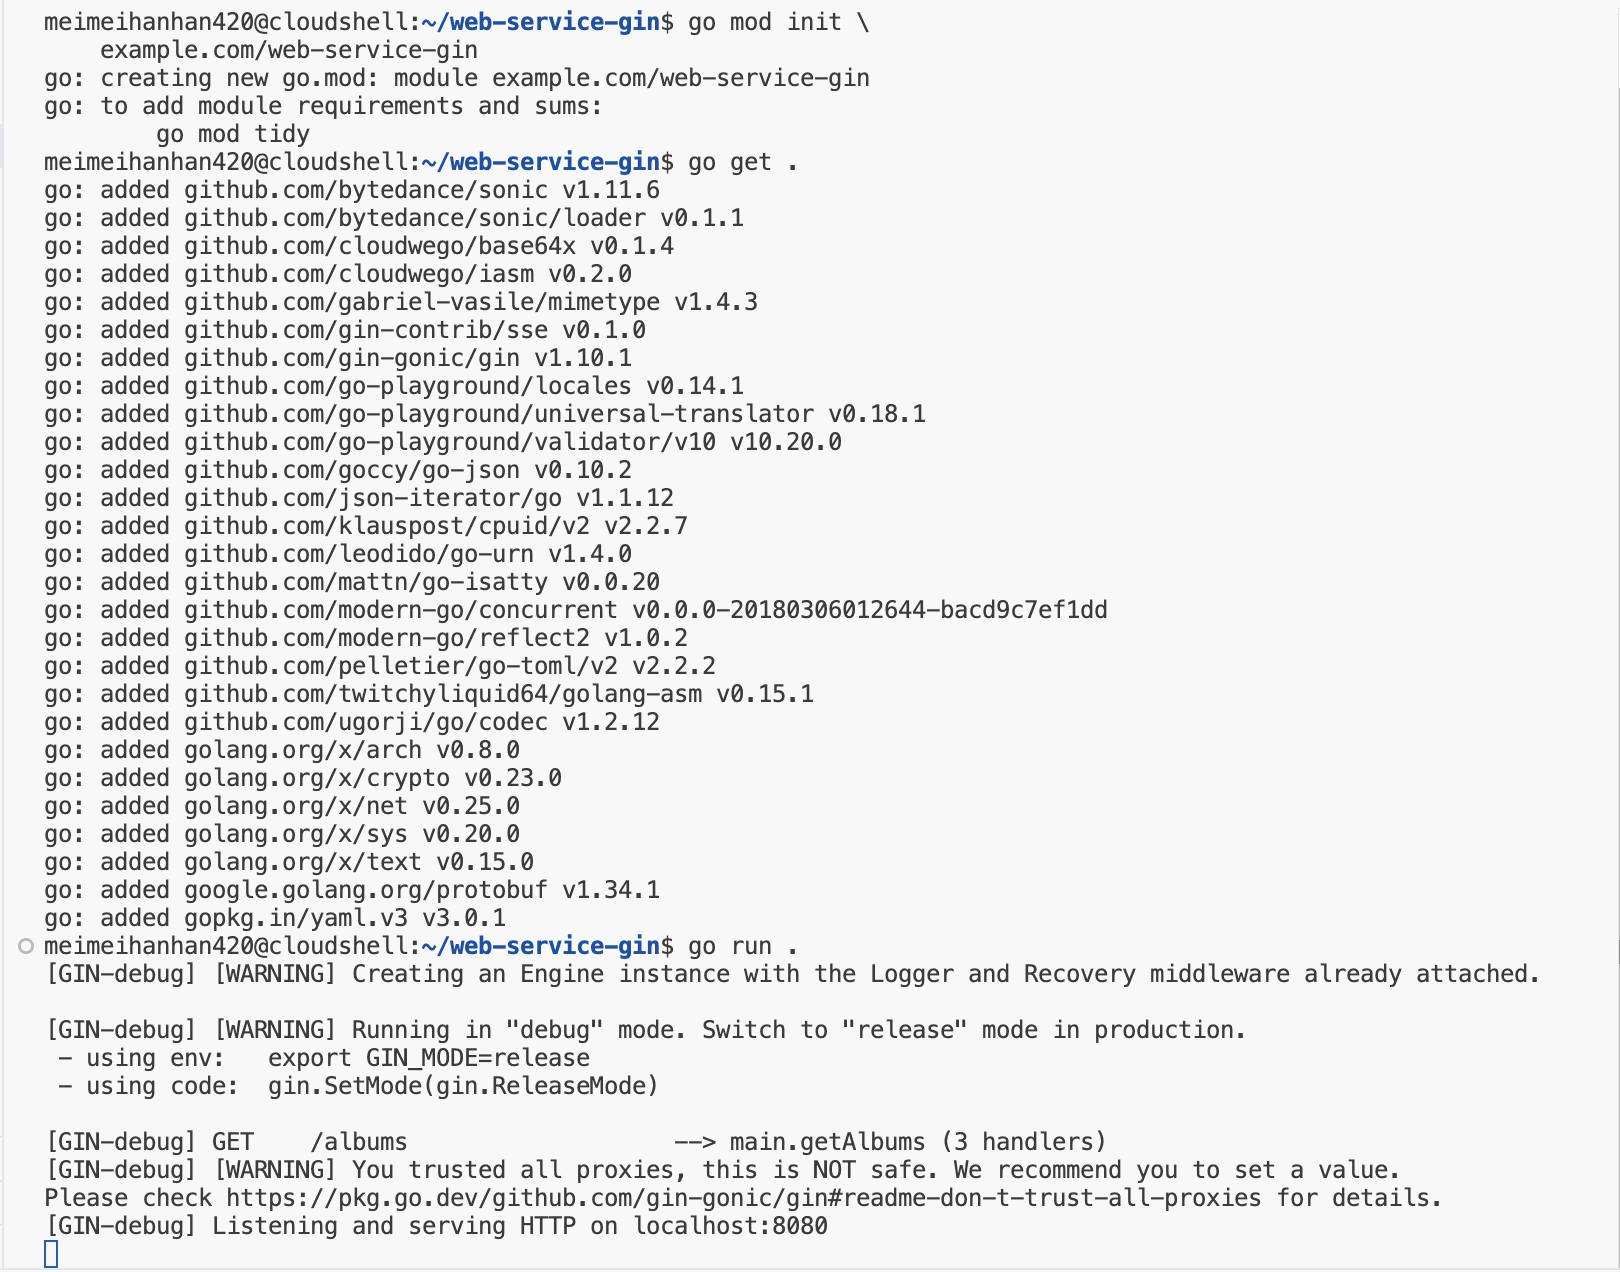 meimeihanhan420@cloudshell:~/web-service-gin$ go mod init \
    example.com/web-service-gin
go: creating new go.mod: module example.com/web-service-gin
go: to add module requirements and sums:
        go mod tidy
meimeihanhan420@cloudshell:~/web-service-gin$ go get .
go: added github.com/bytedance/sonic v1.11.6
go: added github.com/bytedance/sonic/loader v0.1.1
go: added github.com/cloudwego/base64x v0.1.4
go: added github.com/cloudwego/iasm v0.2.0
go: added github.com/gabriel-vasile/mimetype v1.4.3
go: added github.com/gin-contrib/sse v0.1.0
go: added github.com/gin-gonic/gin v1.10.1
go: added github.com/go-playground/locales v0.14.1
go: added github.com/go-playground/universal-translator v0.18.1
go: added github.com/go-playground/validator/v10 v10.20.0
go: added github.com/goccy/go-json v0.10.2
go: added github.com/json-iterator/go v1.1.12
go: added github.com/klauspost/cpuid/v2 v2.2.7
go: added github.com/leodido/go-urn v1.4.0
go: added github.com/mattn/go-isatty v0.0.20
go: added github.com/modern-go/concurrent v0.0.0-20180306012644-bacd9c7ef1dd
go: added github.com/modern-go/reflect2 v1.0.2
go: added github.com/pelletier/go-toml/v2 v2.2.2
go: added github.com/twitchyliquid64/golang-asm v0.15.1
go: added github.com/ugorji/go/codec v1.2.12
go: added golang.org/x/arch v0.8.0
go: added golang.org/x/crypto v0.23.0
go: added golang.org/x/net v0.25.0
go: added golang.org/x/sys v0.20.0
go: added golang.org/x/text v0.15.0
go: added google.golang.org/protobuf v1.34.1
go: added gopkg.in/yaml.v3 v3.0.1
meimeihanhan420@cloudshell:~/web-service-gin$ go run .
[GIN-debug] [WARNING] Creating an Engine instance with the Logger and Recovery middleware already attached.
[GIN-debug] [WARNING] Running in "debug" mode. Switch to "release" mode in production.
 - using env:   export GIN_MODE=release
 - using code:  gin.SetMode(gin.ReleaseMode)
[GIN-debug] GET    /albums                   --> main.getAlbums (3 handlers)
[GIN-debug] [WARNING] You trusted all proxies, this is NOT safe. We recommend you to set a value.
Please check https://pkg.go.dev/github.com/gin-gonic/gin#readme-don-t-trust-all-proxies for details.
[GIN-debug] Listening and serving HTTP on localhost:8080